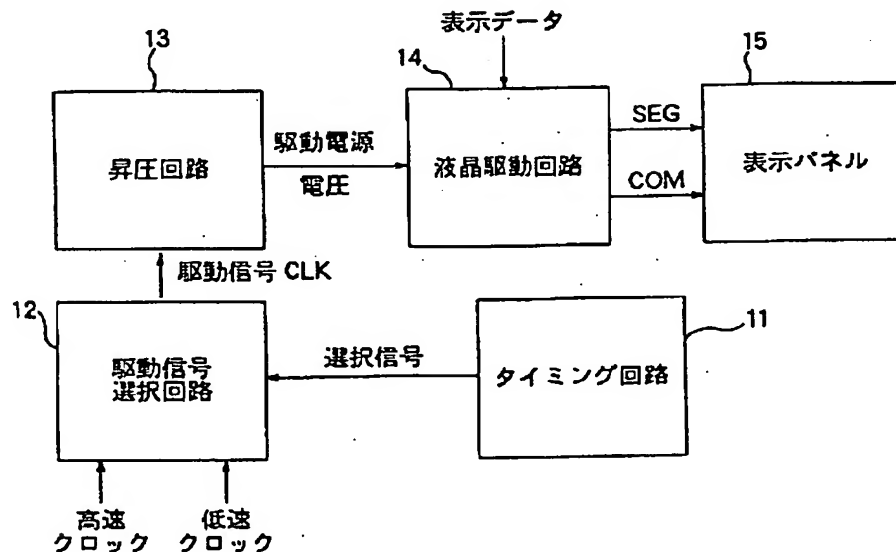 表示データ
13
14
15
昇圧回路
駆動電源
電圧
液晶駆動回路
SEG
COM
表示パネル
駆動信号 CLK
12
11
駆動信号
選択回路
選択信号
タイミング回路
高速
クロック
低速
クロック